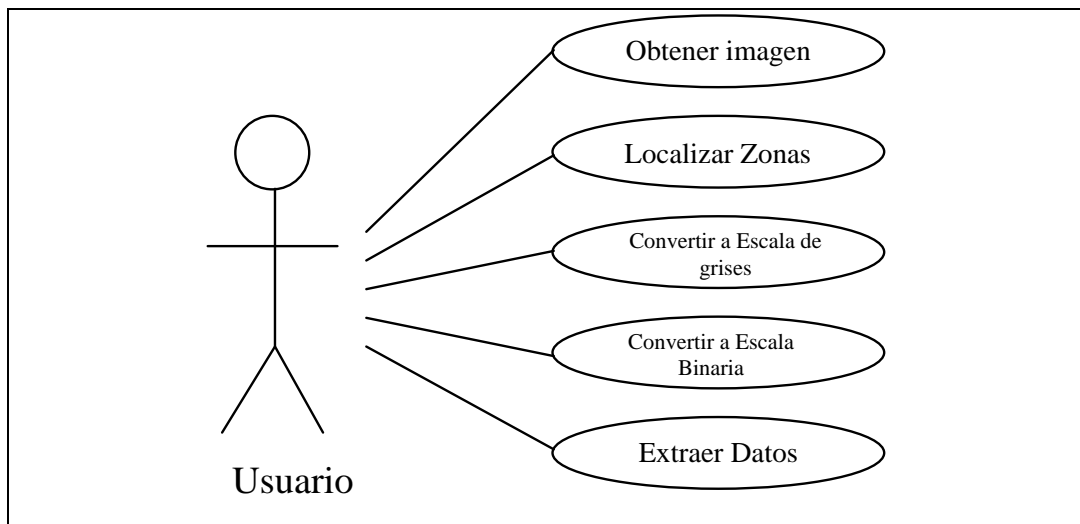 Obtener imagen
Localizar Zonas
Convertir a Escala de
grises
Convertir a Escala
Binaria
Extraer Datos
Usuario